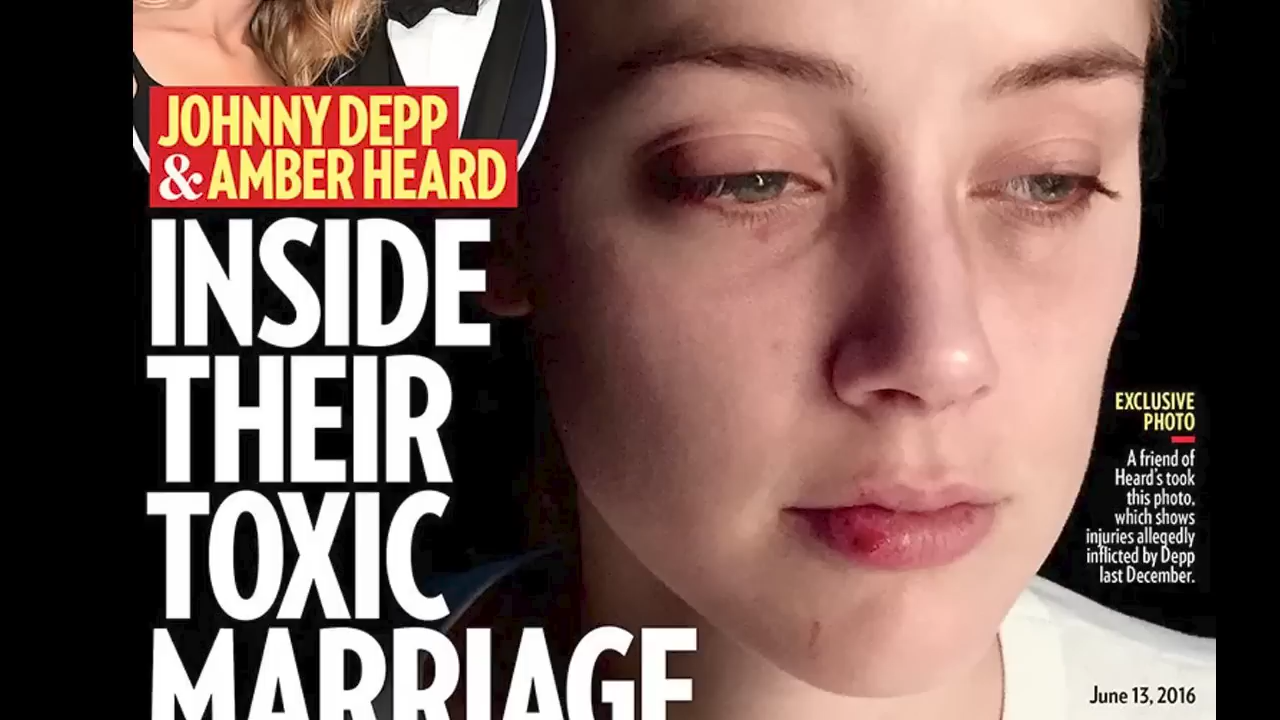 JOHNNY DEPP
& AMBER HEARD
INSIDE
THEIR
TOXIC
MARRIAGE
EXCLUSIVE
PHOTO
A friend of
Heard's took
this photo,
which shows
injuries allegedly
inflicted by Depp
last December.
June 13, 2016